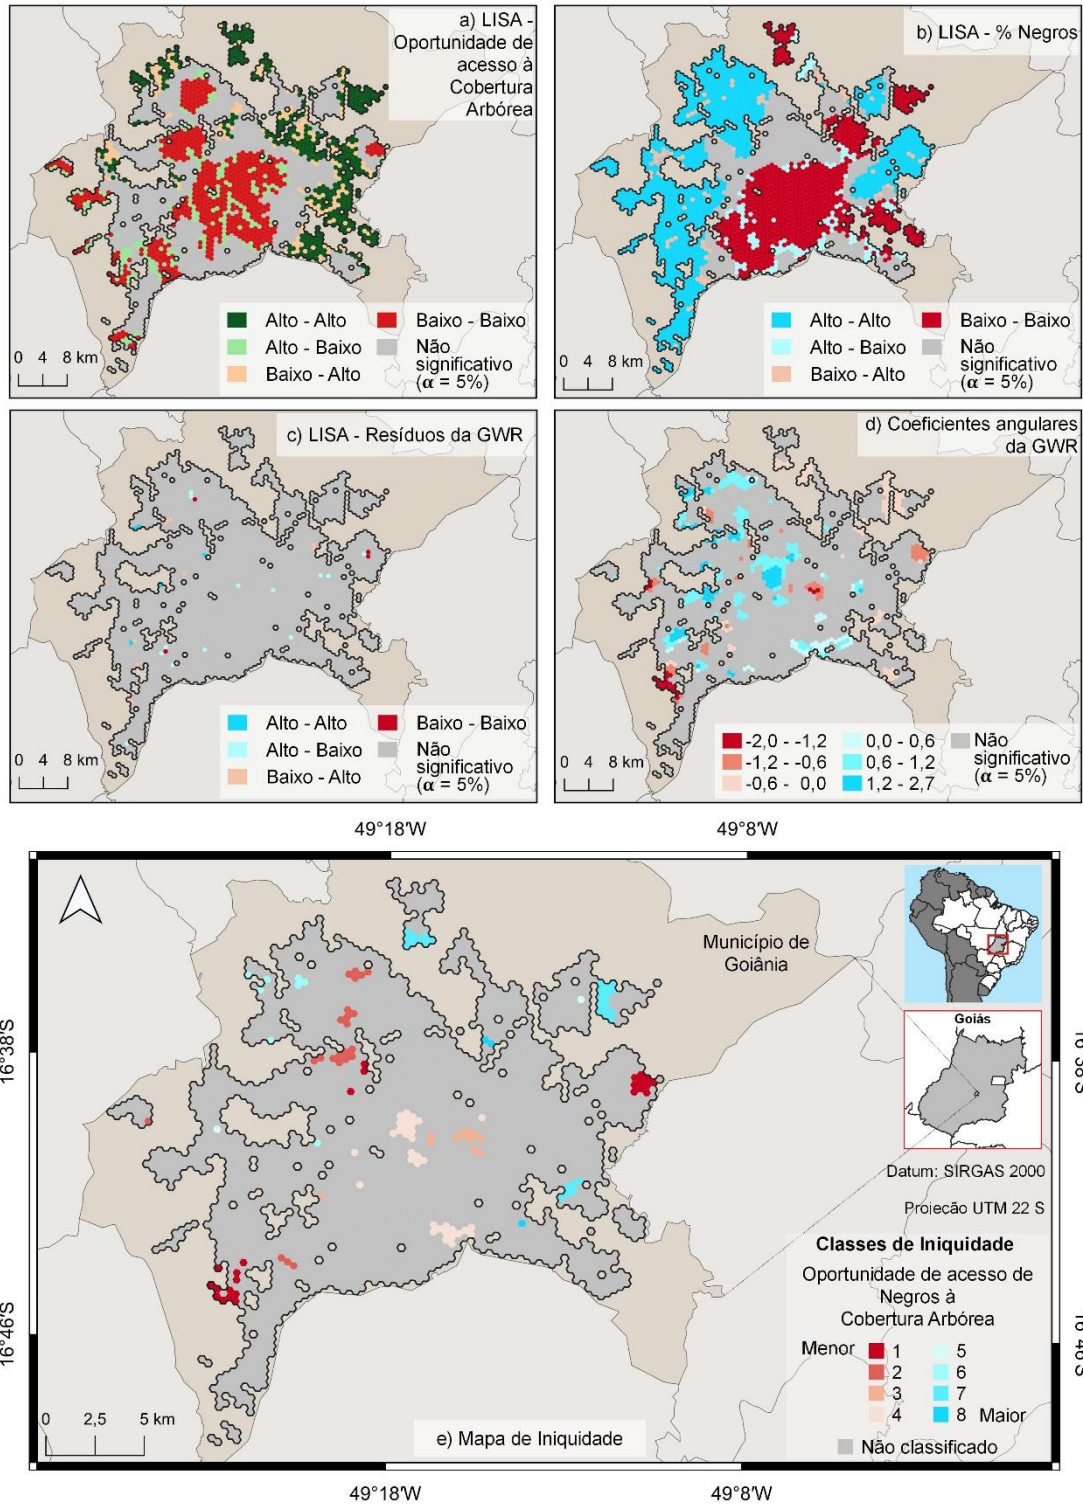 a) LISA -
Oportunidade de
acesso à
Cobertura
Arbórea
Alto - Alto
Baixo - Baixo
Alto - Baixo
Não
significativo
(α = 5%)
Baixo - Alto
0 4 8 km
b) LISA - % Negros
Alto - Alto
Baixo - Baixo
Alto - Baixo
Não
significativo
(α = 5%)
Baixo - Alto
0 4 8 km
c) LISA - Resíduos da GWR
Alto - Alto
Baixo - Baixo
Alto - Baixo
Não
significativo
(α = 5%)
Baixo - Alto
0 4 8 km
d) Coeficientes angulares
da GWR
-2,0 - -1,2
0,0 - 0,6
Não
significativo
(α = 5%)
-1,2 - -0,6
0,6 - 1,2
-0,6 - 0,0
1,2 - 2,7
0 4 8 km
49°18'W
49°8'W
Município de
Goiânia
Goiás
16°38'S
16°38'S
Datum: SIRGAS 2000
Projeção UTM 22 S
Classes de Iniquidade
Oportunidade de acesso de
Negros à
Cobertura Arbórea
Menor 1 5
2 6
3 7
4 8 Maior
Não classificado
16°46'S
16°46'S
0 2,5 5 km
e) Mapa de Iniquidade
49°18'W
49°8'W